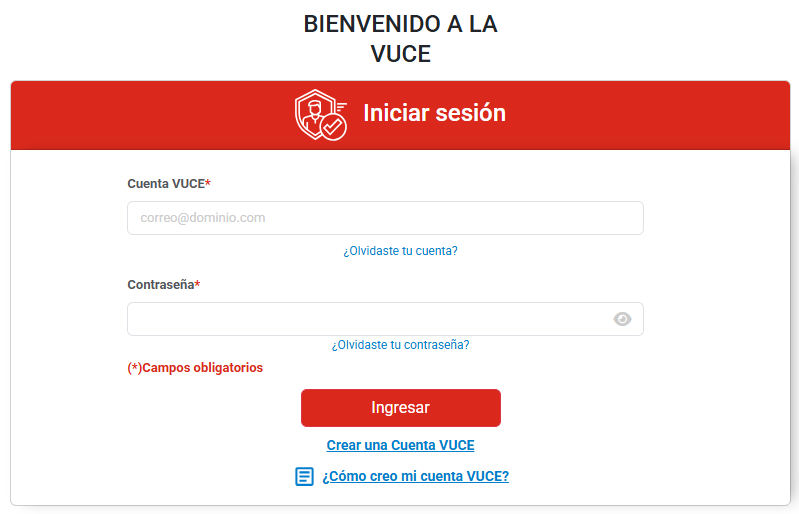 BIENVENIDO A LA
VUCE
Iniciar sesión
Cuenta VUCE*
correo@dominio.com
¿Olvidaste tu cuenta?
Contraseña*
¿Olvidaste tu contraseña?
(*)Campos obligatorios
Ingresar
Crear una Cuenta VUCE
¿Cómo creo mi cuenta VUCE?